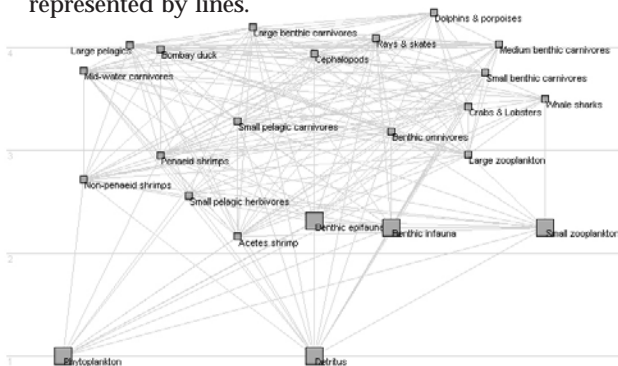 represented by lines.
Dolphins & porpoises
Large benthic carnivores
Rays & skates
Large pelagics
Bombay duck
Cephalopods
Medium benthic carnivores
4
Mid-water carnivores
Small benthic carnivores
Whale sharks
Crabs & Lobsters
Small pelagic carnivores
Benthic omnivores
3
Penaeid shrimps
Large zooplankton
Non-penaeid shrimps
Small pelagic herbivores
Benthic epifaune
Benthic infauna
Small zooplankton
Acetes shrimp
2
1
Phytoplankton
Detritus